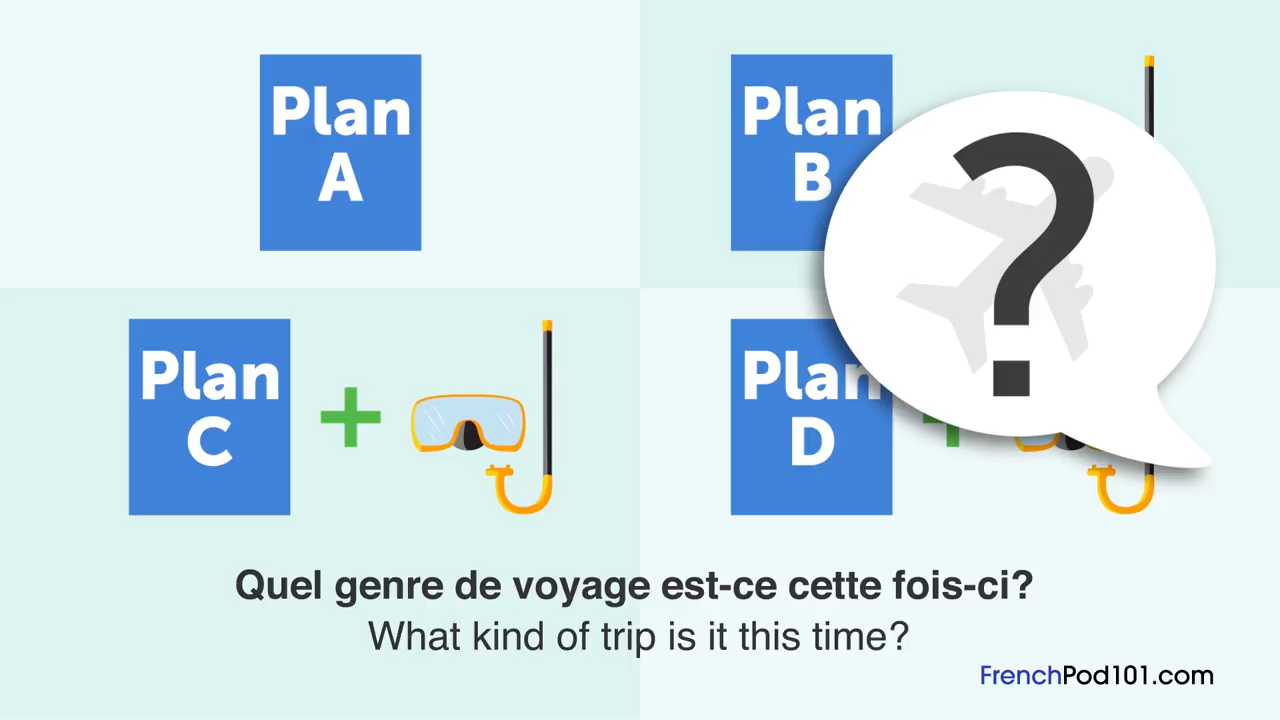 Plan
A
Plan
B
Plan
C
Plan
D
?
Quel genre de voyage est-ce cette fois-ci?
What kind of trip is it this time?
FrenchPod101.com